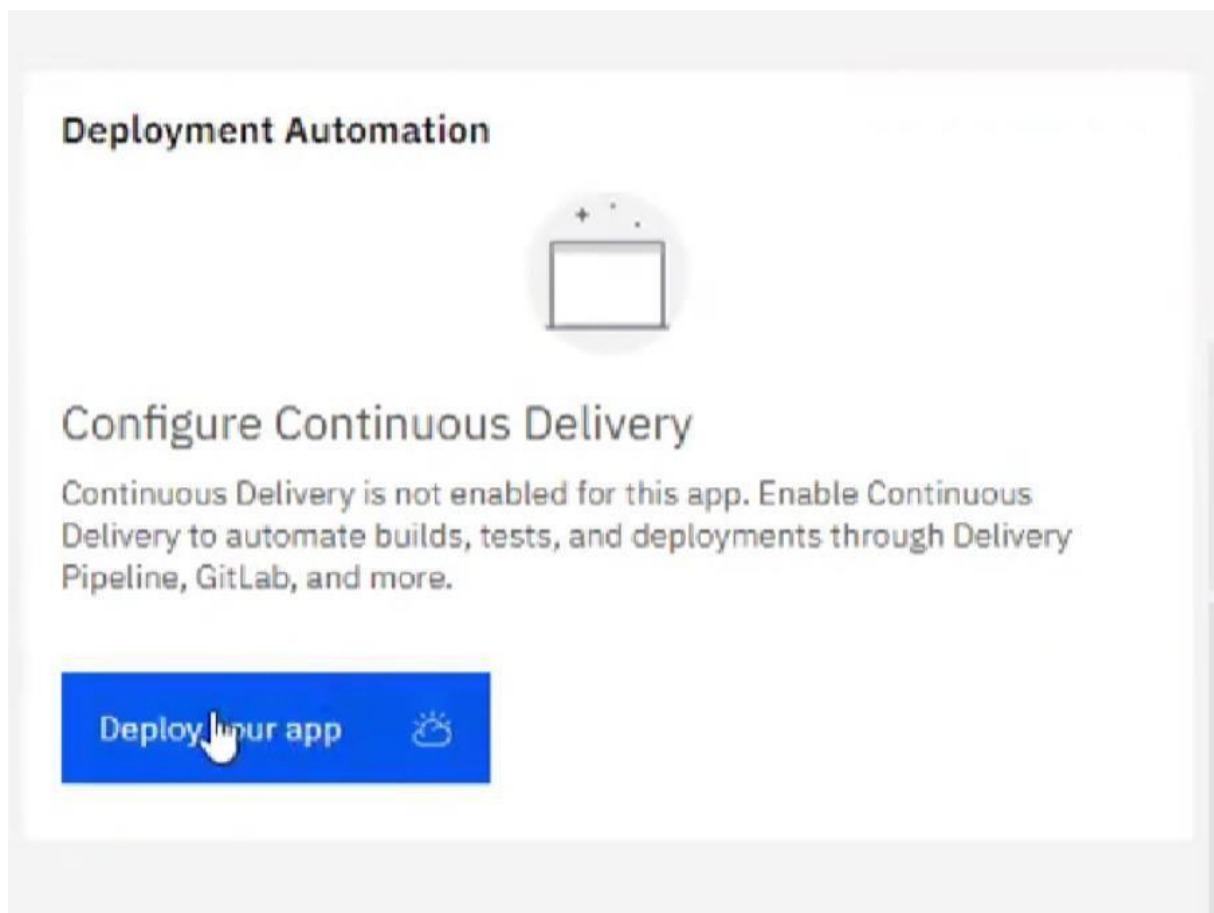 Deployment Automation
Configure Continuous Delivery
Continuous Delivery is not enabled for this app. Enable Continuous
Delivery to automate builds, tests, and deployments through Delivery
Pipeline, GitLab, and more.
Deploy your app